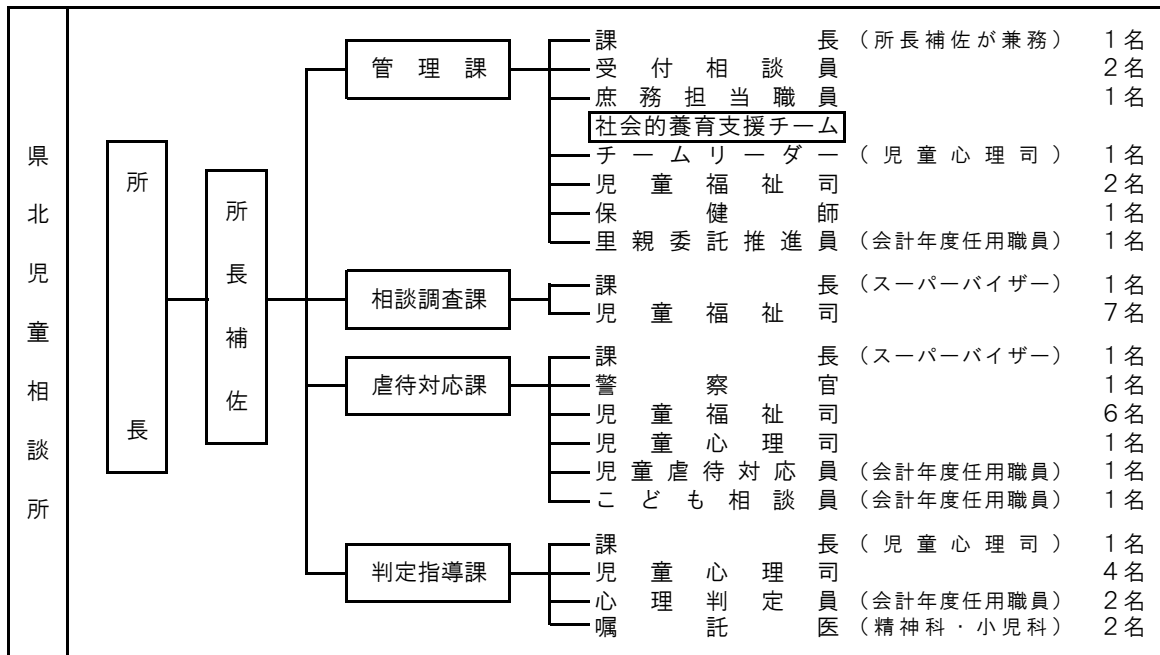 県北児童相談所
所長
所長補佐
管理課
課長（所長補佐が兼務） 1名
受付相談員 2名
庶務担当職員 1名
社会的養育支援チーム
チームリーダー（児童心理司） 1名
児童福祉司 2名
保健師 1名
里親委託推進員（会計年度任用職員） 1名
相談調査課
課長（スーパーバイザー） 1名
児童福祉司 7名
虐待対応課
課長（スーパーバイザー） 1名
警察官 1名
児童福祉司 6名
児童心理司 1名
児童虐待対応員（会計年度任用職員） 1名
こども相談員（会計年度任用職員） 1名
判定指導課
課長（児童心理司） 1名
児童心理司 4名
心理判定員（会計年度任用職員） 2名
嘱託医（精神科・小児科） 2名